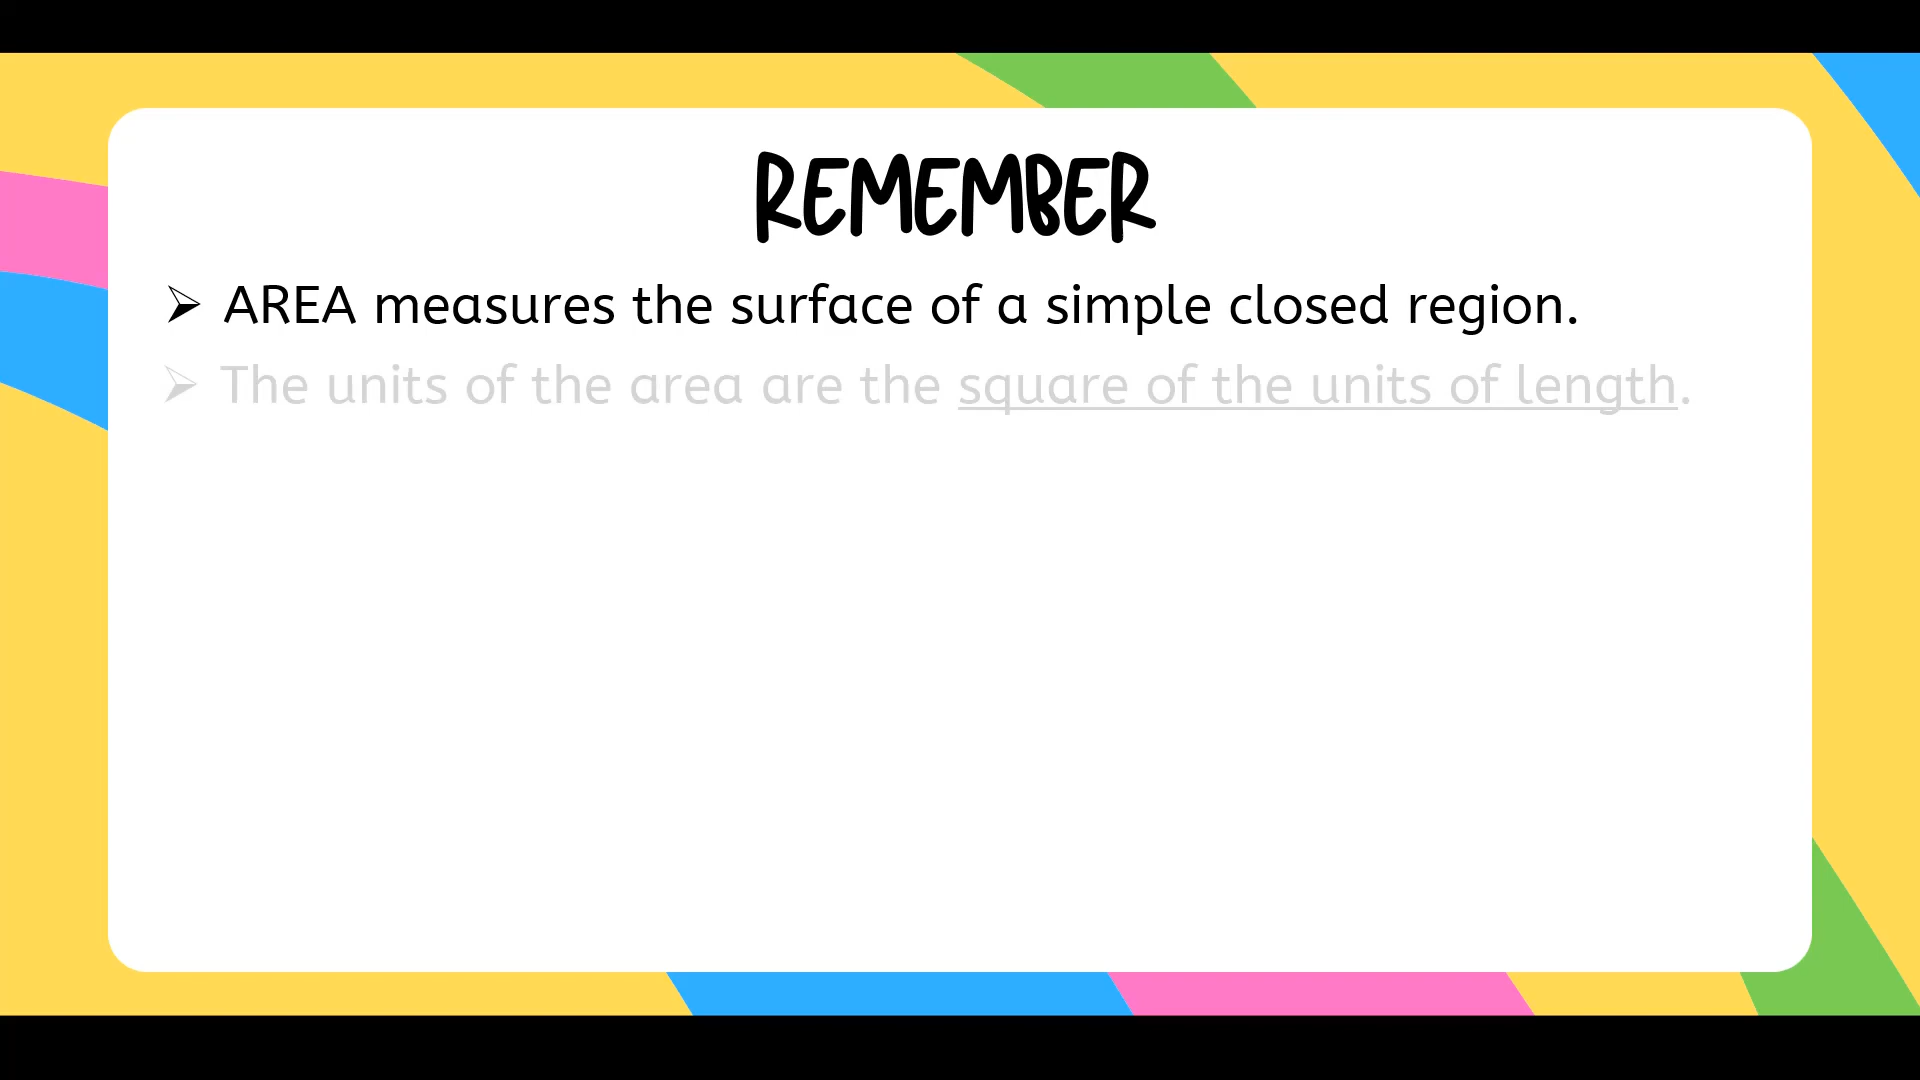 REMEMBER
➢ AREA measures the surface of a simple closed region.
➢ The units of the area are the square of the units of length.